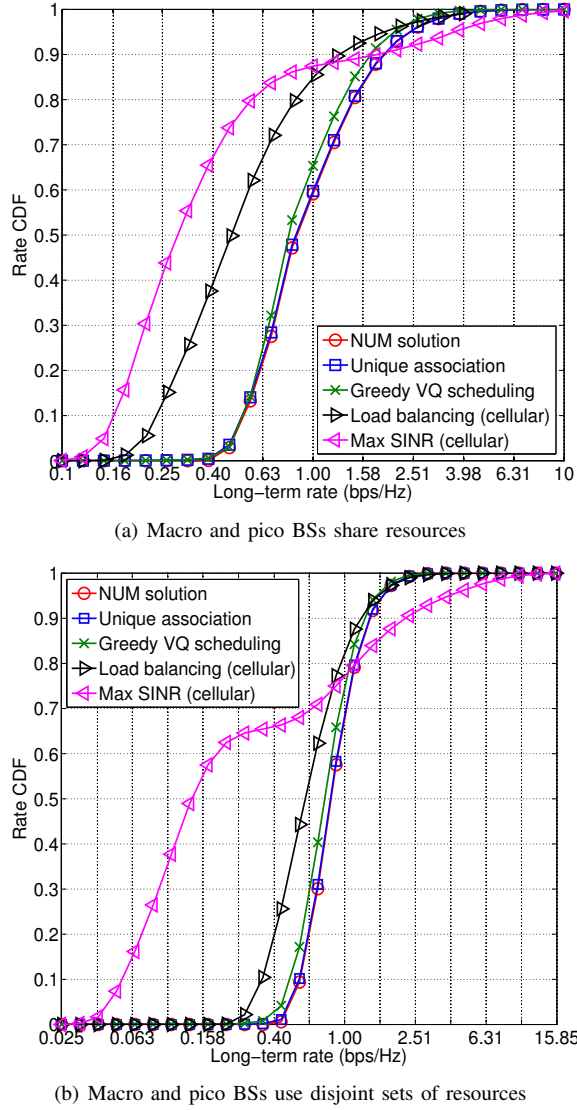 1
0.9
0.8
0.7
0.6
0.5
0.4
0.3
0.2
0.1
0
Rate CDF
NUM solution
Unique association
Greedy VQ scheduling
Load balancing (cellular)
Max SINR (cellular)
0.1 0.16 0.25 0.40 0.63 1.00 1.58 2.51 3.98 6.31 10
Long−term rate (bps/Hz)
(a) Macro and pico BSs share resources
1
0.9
0.8
0.7
0.6
0.5
0.4
0.3
0.2
0.1
0
Rate CDF
NUM solution
Unique association
Greedy VQ scheduling
Load balancing (cellular)
Max SINR (cellular)
0.025 0.063 0.158 0.40 1.00 2.51 6.31 15.85
Long−term rate (bps/Hz)
(b) Macro and pico BSs use disjoint sets of resources